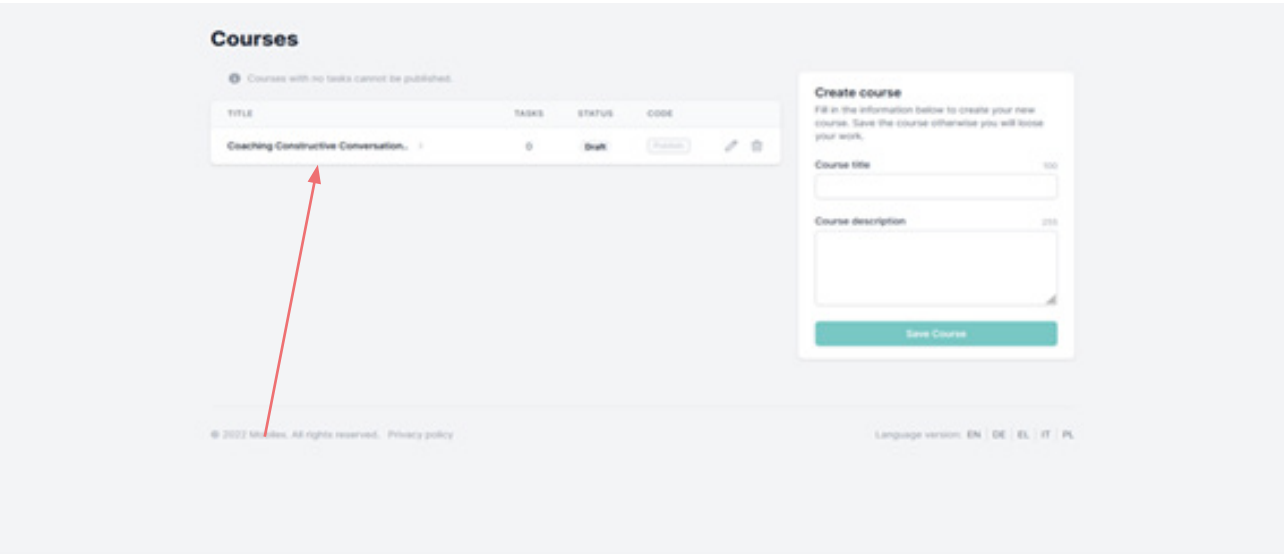 Courses
Courses with no tasks cannot be published.
TITLE TASKS STATUS CODE
Coaching Constructive Conversation.. 0 Draft Publish
Create course
Fill in the information below to create your new
course. Save the course otherwise you will loose
your work.
Course title 100
Course description 255
Save Course
© 2022 All rights reserved. Privacy policy
Language version: EN | DE | EL | IT | PL